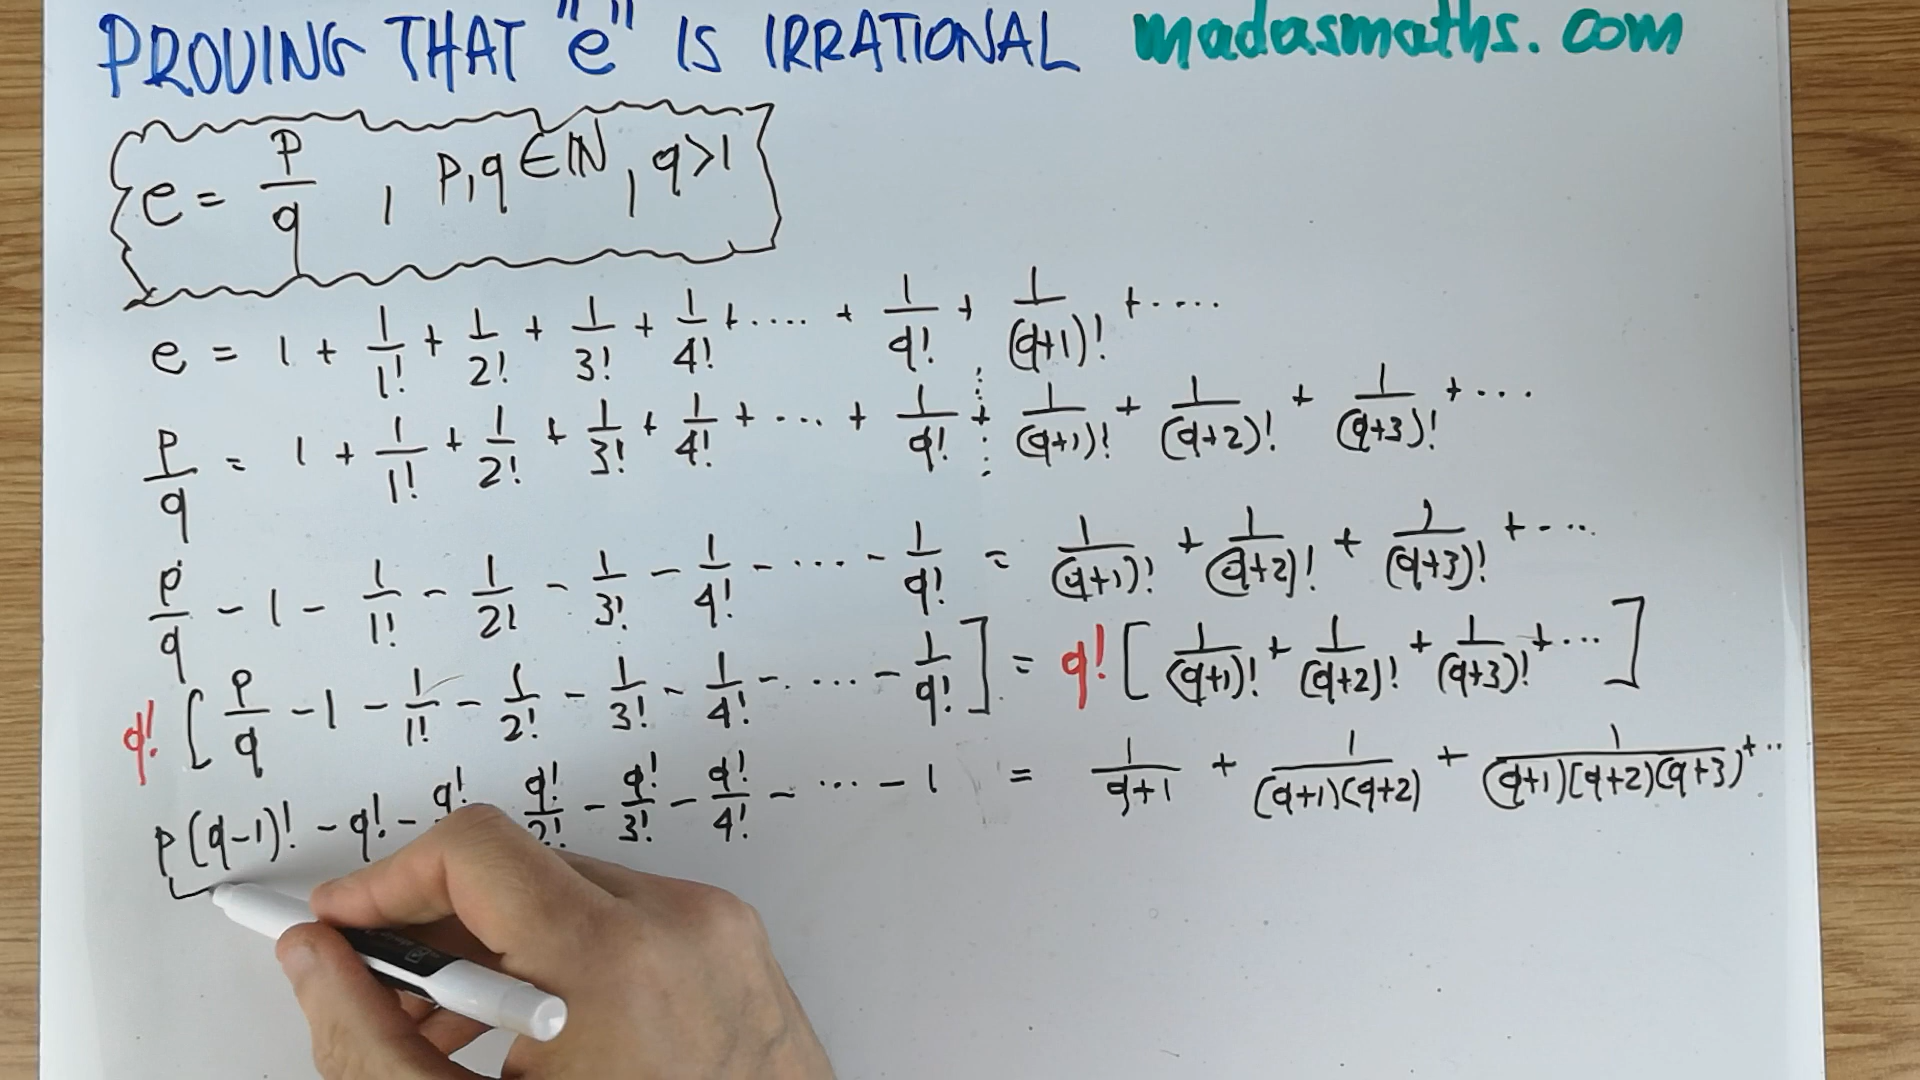 PROVING THAT "e" IS IRRATIONAL madasmaths.com
e = p/q , p,q ∈ ℕ , q>1
e = 1 + 1/1! + 1/2! + 1/3! + 1/4! + .... + 1/q! + 1/(q+1)! + ....
p/q = 1 + 1/1! + 1/2! + 1/3! + 1/4! + ... + 1/q! + 1/(q+1)! + 1/(q+2)! + 1/(q+3)! + ...
p/q - 1 - 1/1! - 1/2! - 1/3! - 1/4! - ... - 1/q! = 1/(q+1)! + 1/(q+2)! + 1/(q+3)! + ...
q! [ p/q - 1 - 1/1! - 1/2! - 1/3! - 1/4! - .... - 1/q! ] = q! [ 1/(q+1)! + 1/(q+2)! + 1/(q+3)! + ... ]
p(q-1)! - q! - q! q!/2! - q!/3! - q!/4! - ... - 1 = 1/(q+1) + 1/((q+1)(q+2)) + 1/((q+1)(q+2)(q+3)) + ..